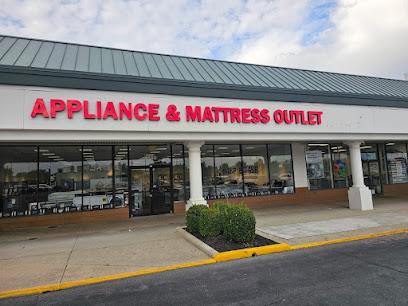 APPLIANCE & MATTRESS OUTLET